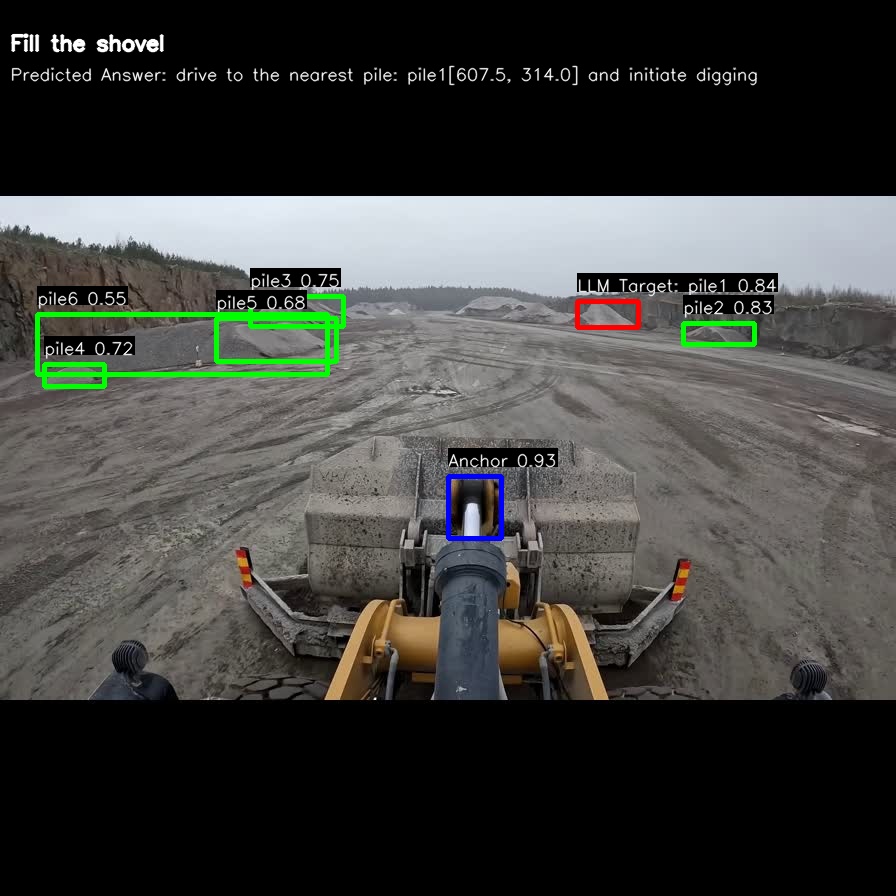 Fill the shovel
Predicted Answer: drive to the nearest pile: pile1[607.5, 314.0] and initiate digging
pile3 0.75
LLM Target: pile1 0.84
pile6 0.55
pile5 0.68
pile2 0.83
pile4 0.72
Anchor 0.93